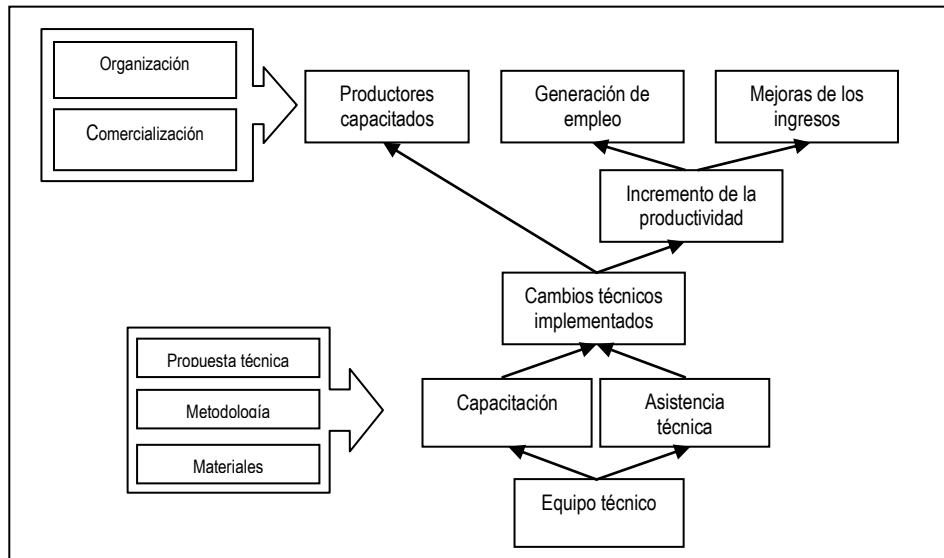 Organización
Comercialización
Productores
capacitados
Generación de
empleo
Mejoras de los
ingresos
Incremento de la
productividad
Cambios técnicos
implementados
Propuesta técnica
Metodología
Materiales
Capacitación
Asistencia
técnica
Equipo técnico